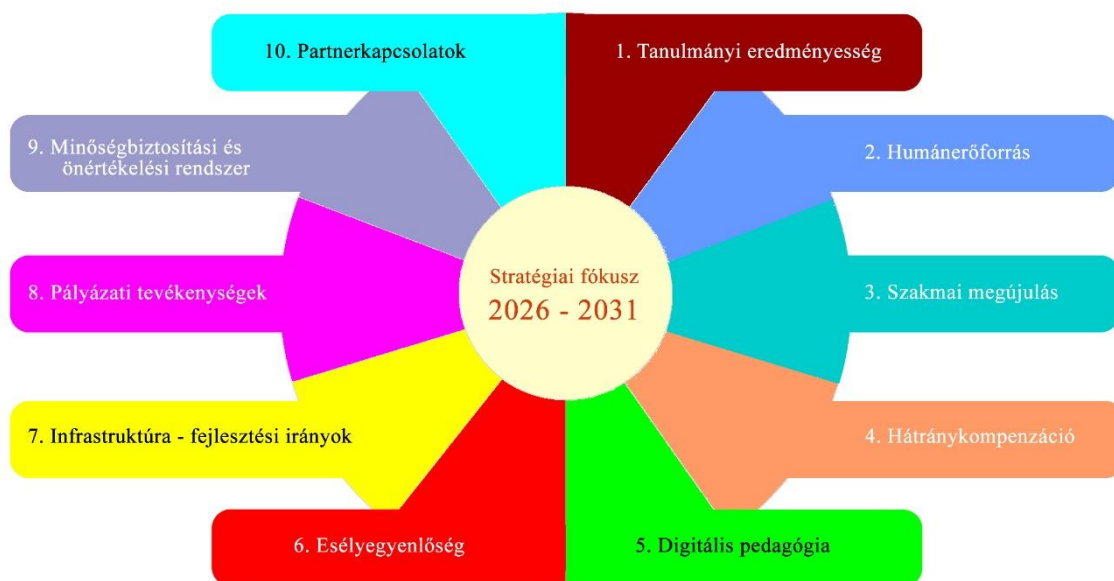 10. Partnerkapcsolatok
1. Tanulmányi eredményesség
9. Minőségbiztosítási és
önértékelési rendszer
2. Humánerőforrás
8. Pályázati tevékenységek
Stratégiai fókusz
2026 - 2031
3. Szakmai megújulás
7. Infrastruktúra - fejlesztési irányok
4. Hátránykompenzáció
6. Esélyegyenlőség
5. Digitális pedagógia